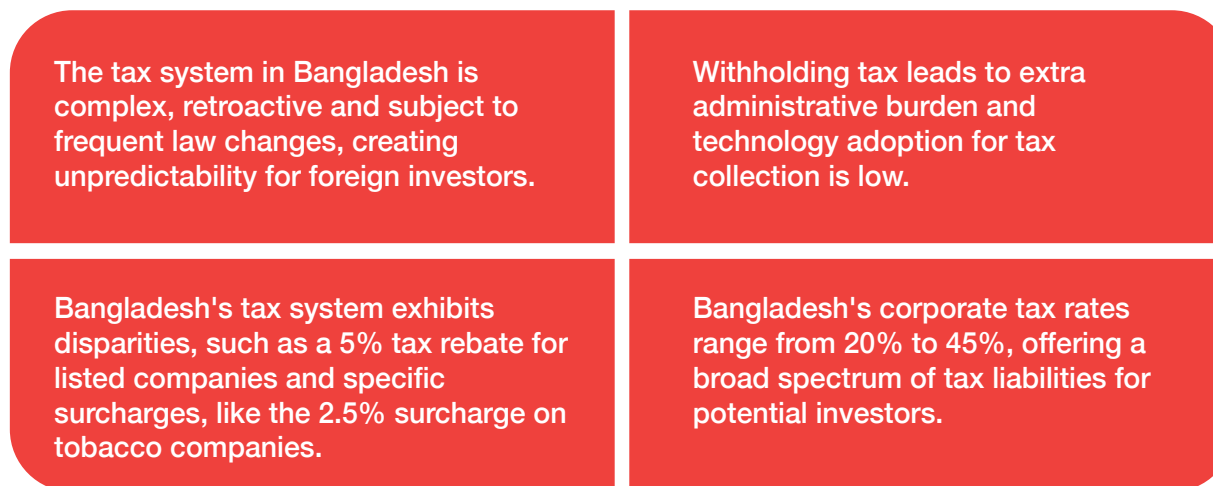 The tax system in Bangladesh is
complex, retroactive and subject to
frequent law changes, creating
unpredictability for foreign investors.
Withholding tax leads to extra
administrative burden and
technology adoption for tax
collection is low.
Bangladesh's tax system exhibits
disparities, such as a 5% tax rebate for
listed companies and specific
surcharges, like the 2.5% surcharge on
tobacco companies.
Bangladesh's corporate tax rates
range from 20% to 45%, offering a
broad spectrum of tax liabilities for
potential investors.